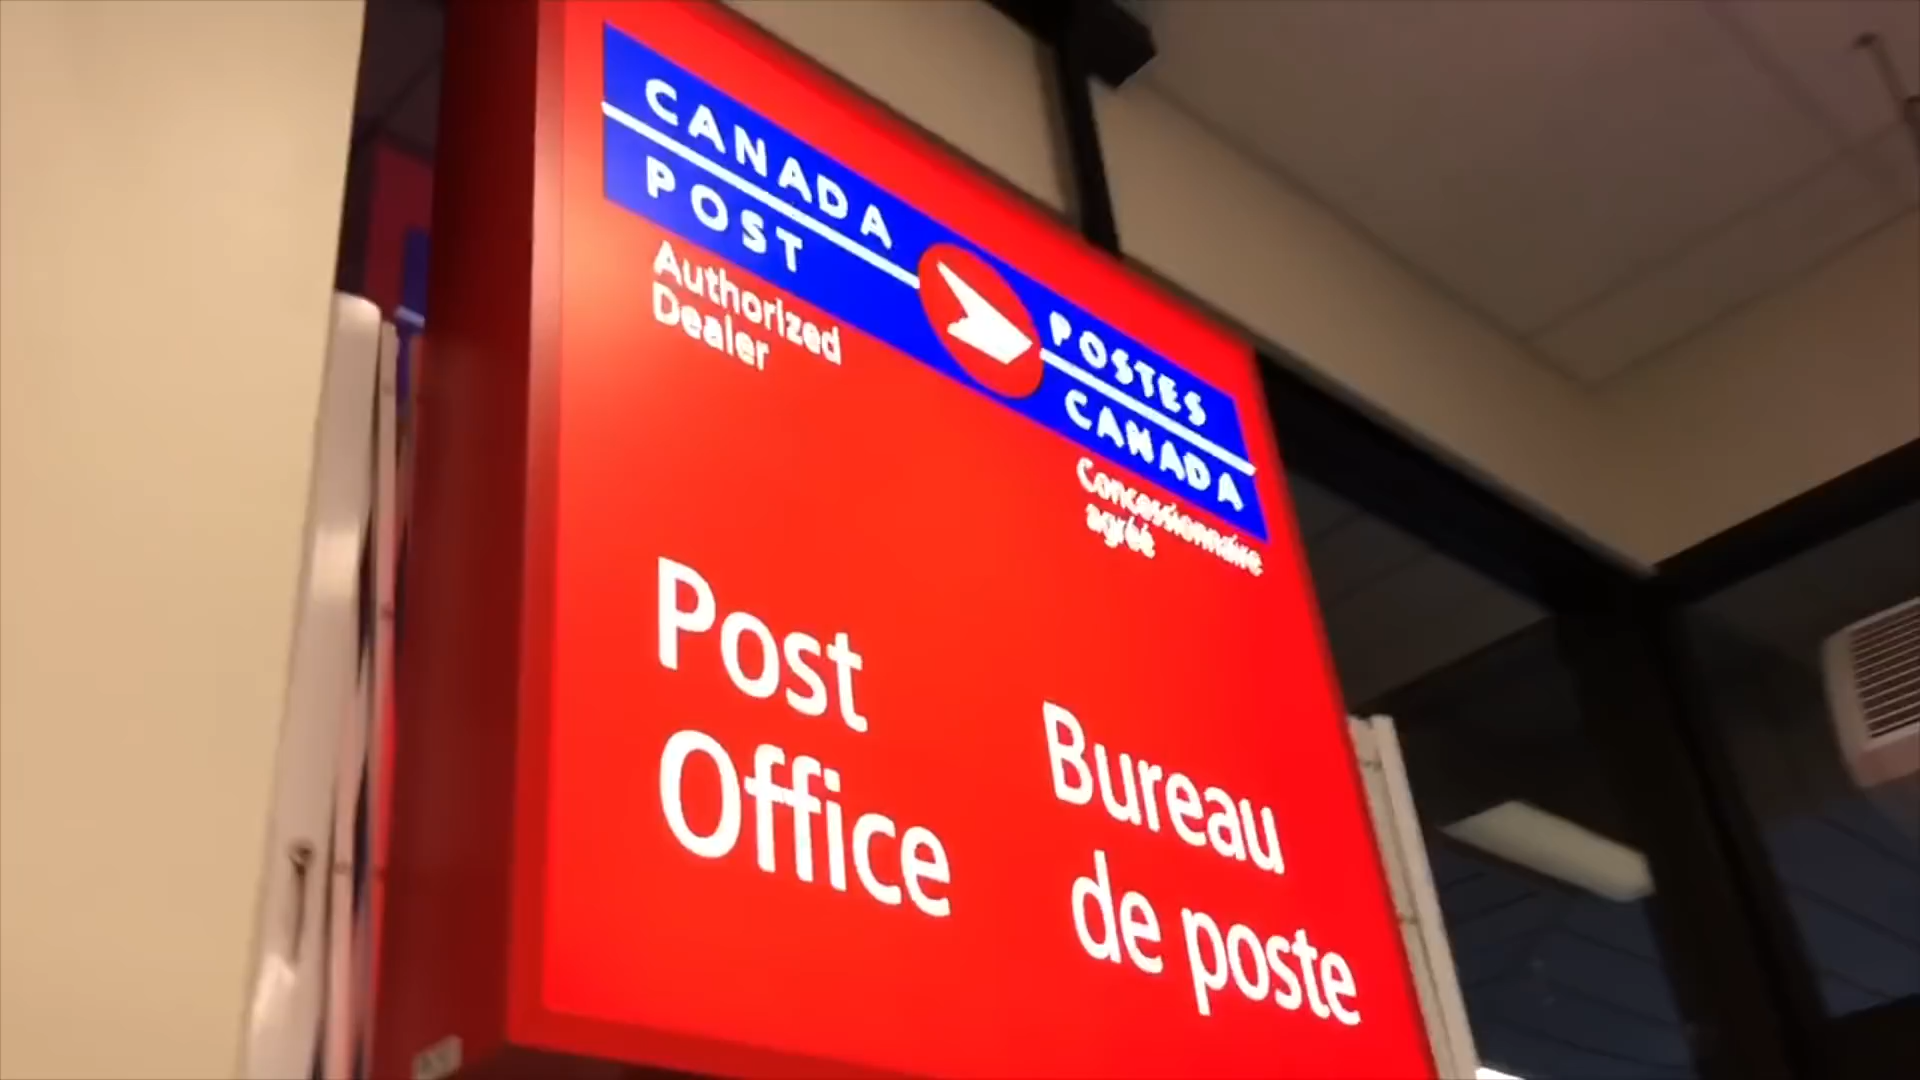 CANADA
POST
Authorized
Dealer
POSTES
CANADA
Concessionnaire
agréé
Post
Office
Bureau
de poste